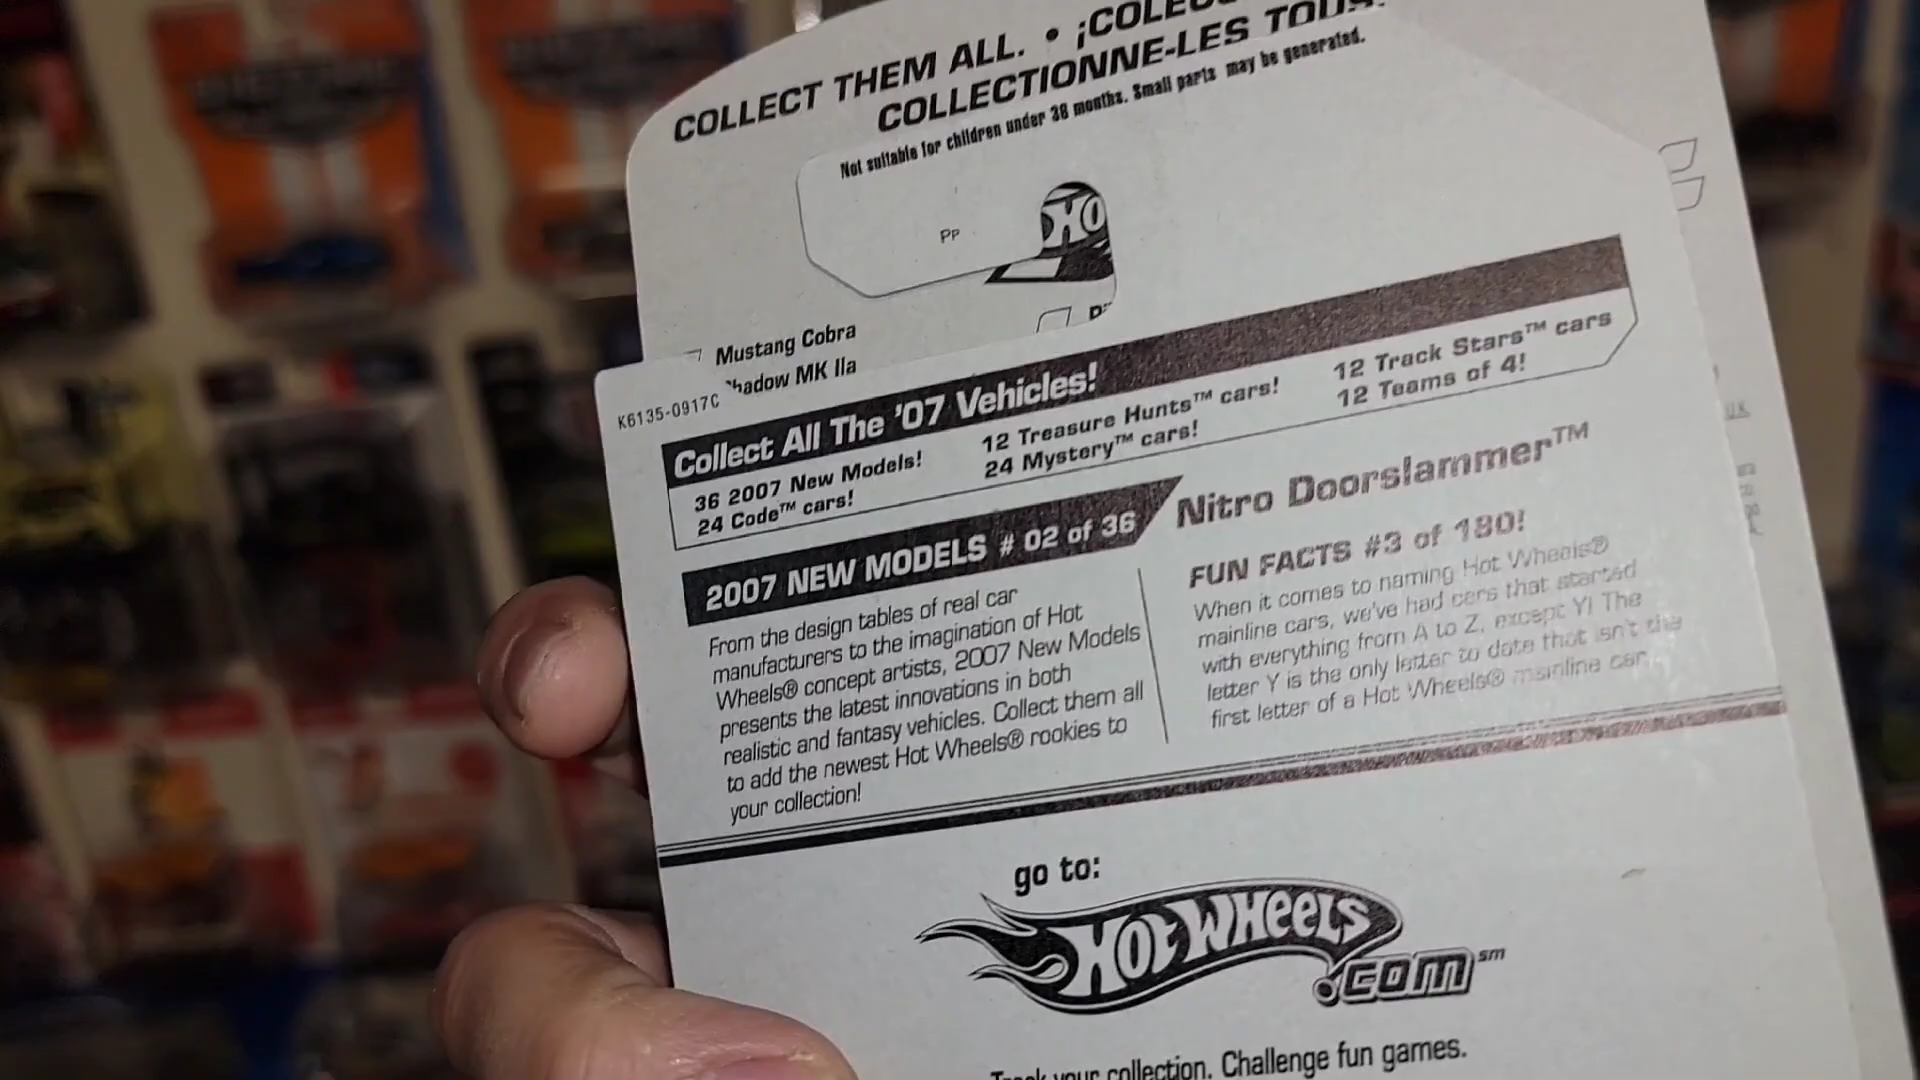 COLLECT THEM ALL. •
COLLECTIONNE-LES
Not suitable for children under 36 months. Small parts may be generated.
PP
HO
Mustang Cobra
hadow MK IIa
K6135-0917C
Collect All The '07 Vehicles!
36 2007 New Models!
24 Code™ cars!
12 Treasure Hunts™ cars!
24 Mystery™ cars!
12 Track Stars™ cars
12 Teams of 4!
2007 NEW MODELS # 02 of 36
From the design tables of real car
manufacturers to the imagination of Hot
Wheels® concept artists, 2007 New Models
presents the latest innovations in both
realistic and fantasy vehicles. Collect them all
to add the newest Hot Wheels® rookies to
your collection!
Nitro Doorslammer™
FUN FACTS #3 of 180!
When it comes to naming Hot Wheels®
mainline cars, we've had cars that started
with everything from A to Z, except Y! The
letter Y is the only letter to date that isn't the
first letter of a Hot Wheels® mainline car
go to:
HOT WHEELS
.COM℠
your collection. Challenge fun games.